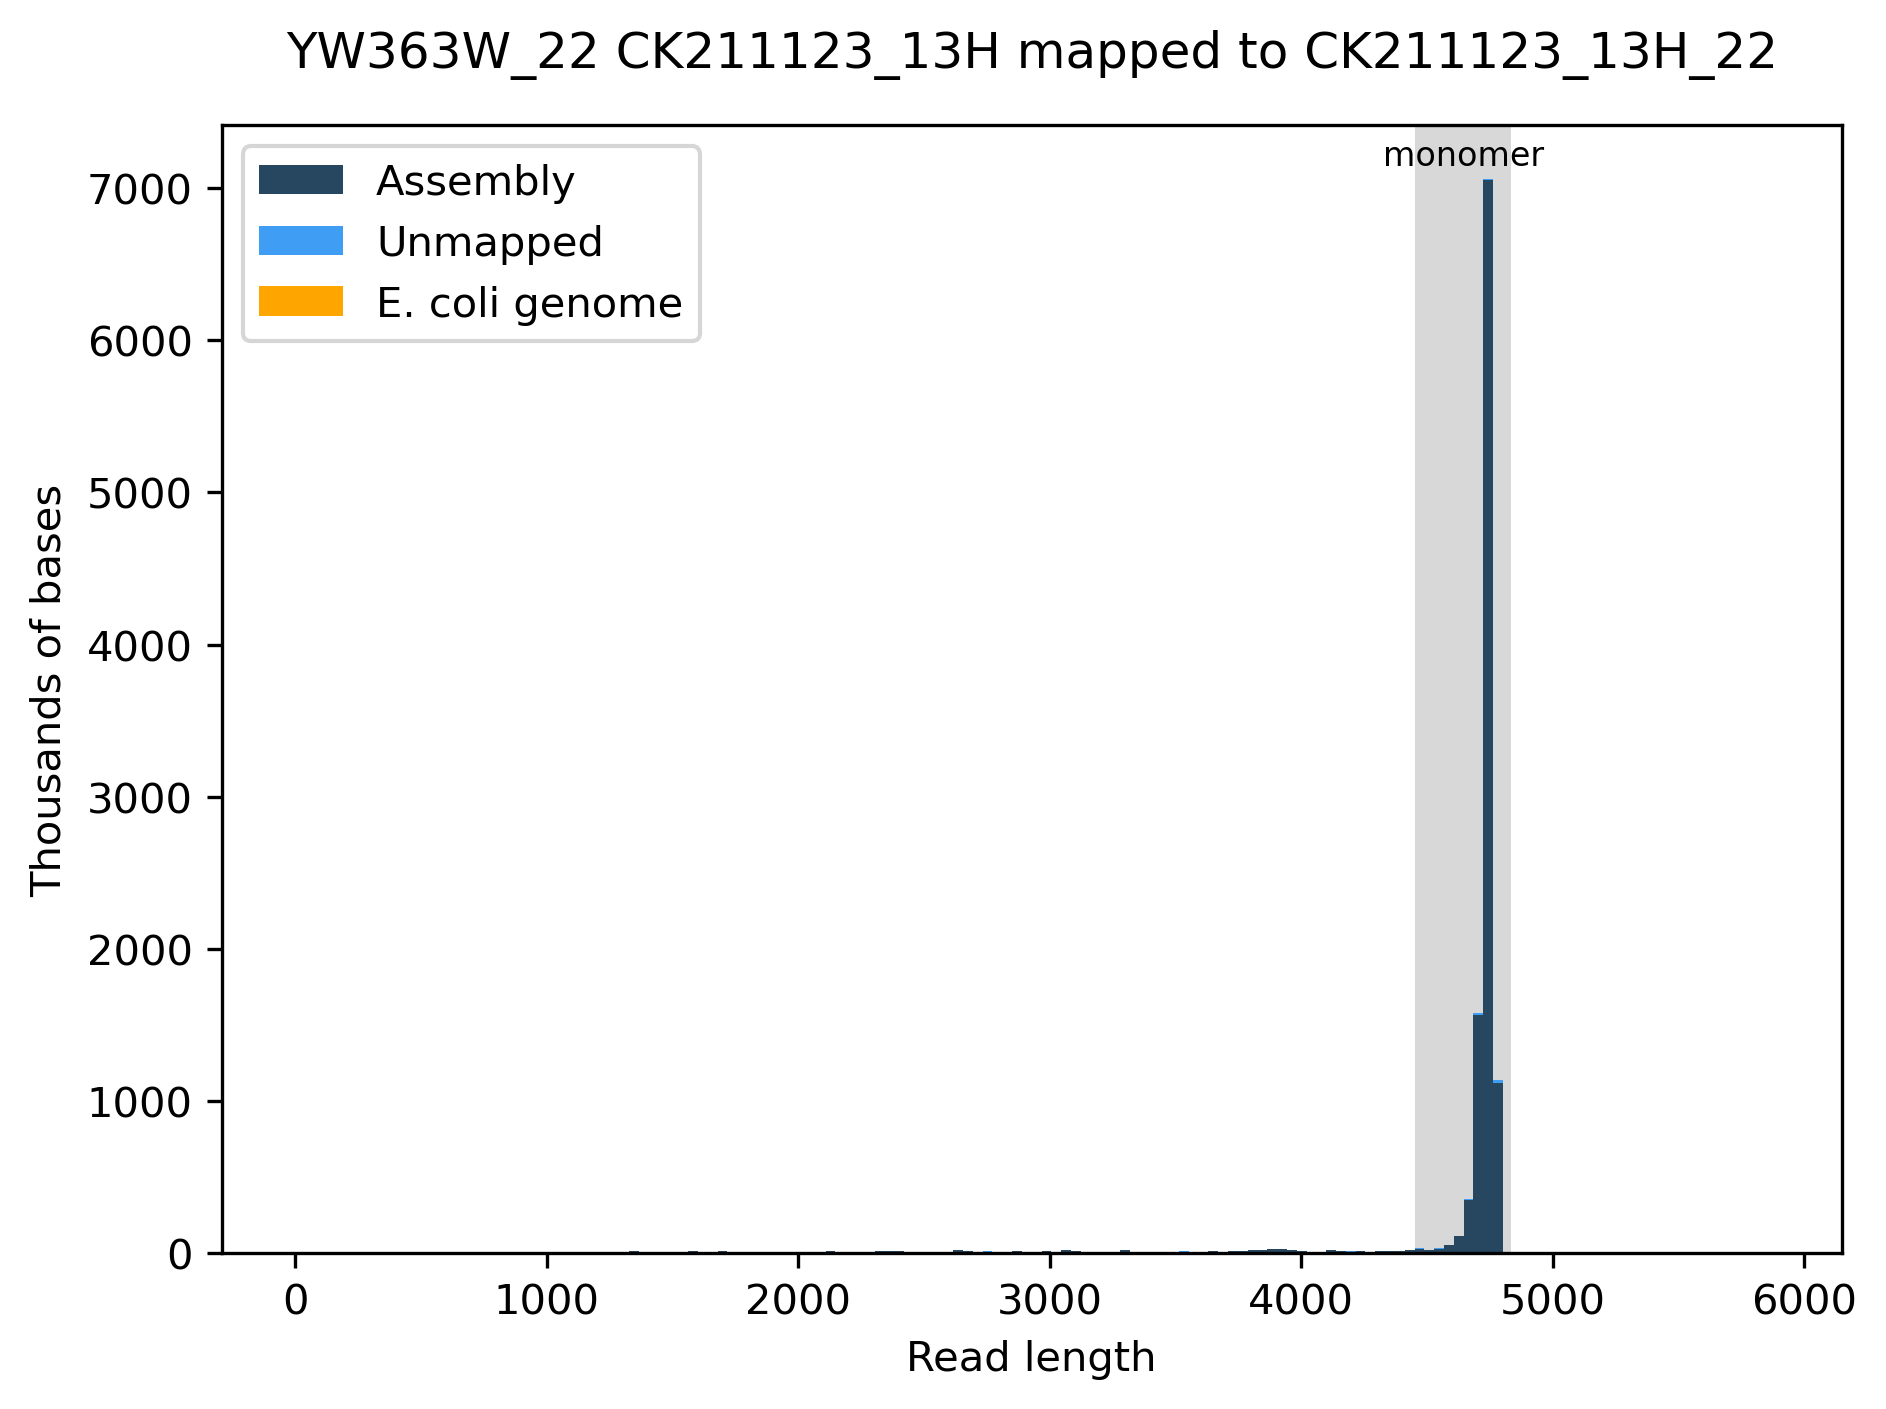 YW363W_22 CK211123_13H mapped to CK211123_13H_22
monomer
Assembly
Unmapped
E. coli genome
7000
6000
5000
4000
3000
2000
1000
0
Thousands of bases
0 1000 2000 3000 4000 5000 6000
Read length